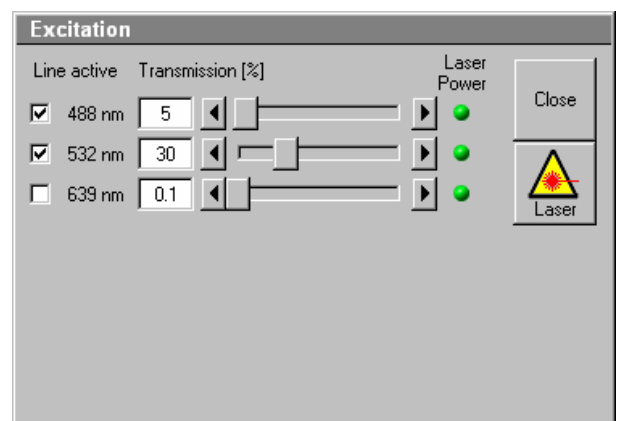 Excitation
Line active Transmission [%] Laser Power
Close
488 nm 5
532 nm 30
639 nm 0.1
Laser